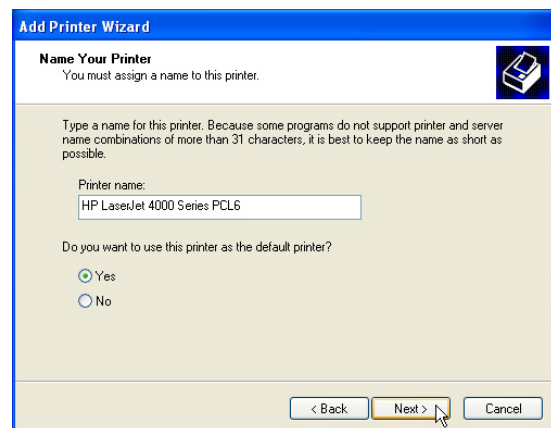 Add Printer Wizard
Name Your Printer
You must assign a name to this printer.
Type a name for this printer. Because some programs do not support printer and server
name combinations of more than 31 characters, it is best to keep the name as short as
possible.
Printer name:
HP LaserJet 4000 Series PCL6
Do you want to use this printer as the default printer?
Yes
No
< Back
Next >
Cancel